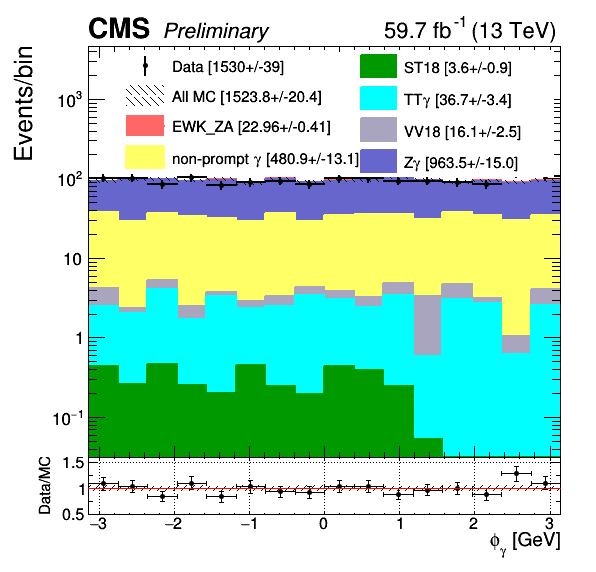 CMS Preliminary 59.7 fb⁻¹ (13 TeV)
Events/bin
Data [1530+/-39]
All MC [1523.8+/-20.4]
EWK_ZA [22.96+/-0.41]
non-prompt γ [480.9+/-13.1]
ST18 [3.6+/-0.9]
TTγ [36.7+/-3.4]
VV18 [16.1+/-2.5]
Zγ [963.5+/-15.0]
10³
10²
10
1
10⁻¹
Data/MC
1.5
1
0.5
−3 −2 −1 0 1 2 3
ϕγ [GeV]